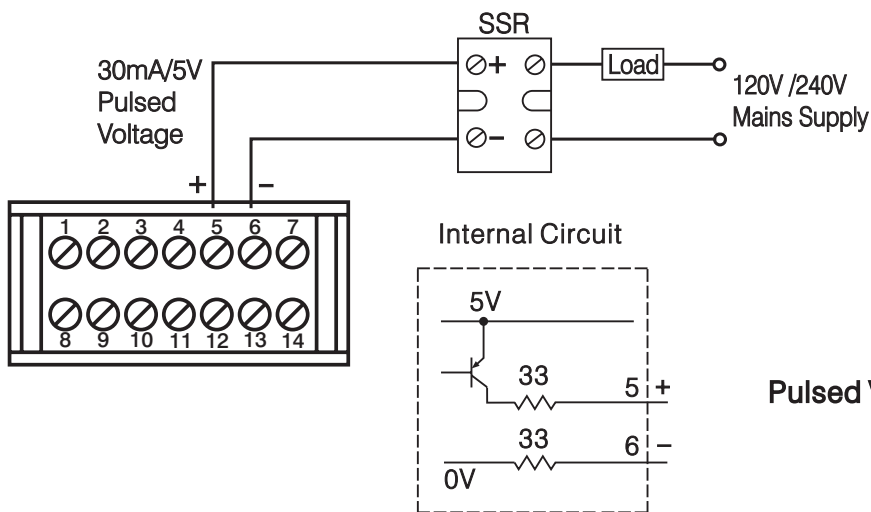 SSR
30mA/5V
Pulsed
Voltage
+
−
+
−
Load
120V /240V
Mains Supply
1 2 3 4 5 6 7
8 9 10 11 12 13 14
Internal Circuit
5V
33
5 +
33
6 −
0V
Pulsed